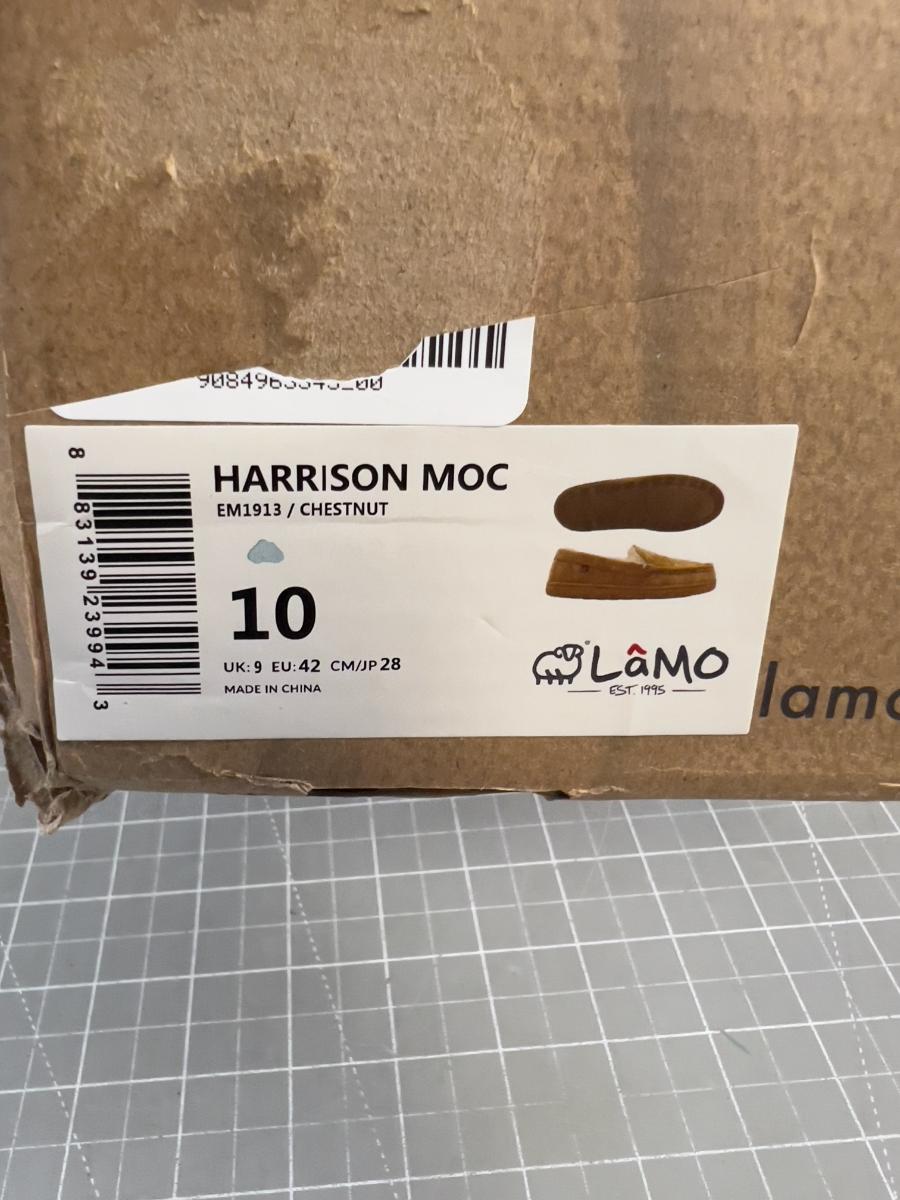 8 83139 23994 3
HARRISON MOC
EM1913 / CHESTNUT
10
UK: 9 EU: 42 CM/JP 28
MADE IN CHINA
LâMO
EST. 1995
lamo